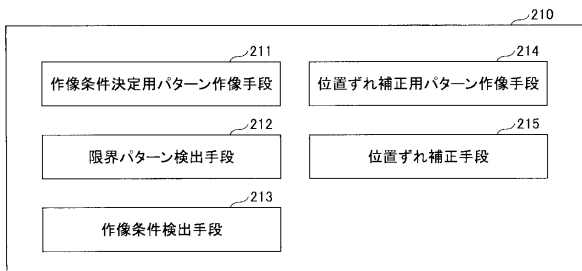 210
211
作像条件決定用パターン作像手段
212
限界パターン検出手段
213
作像条件検出手段
214
位置ずれ補正用パターン作像手段
215
位置ずれ補正手段